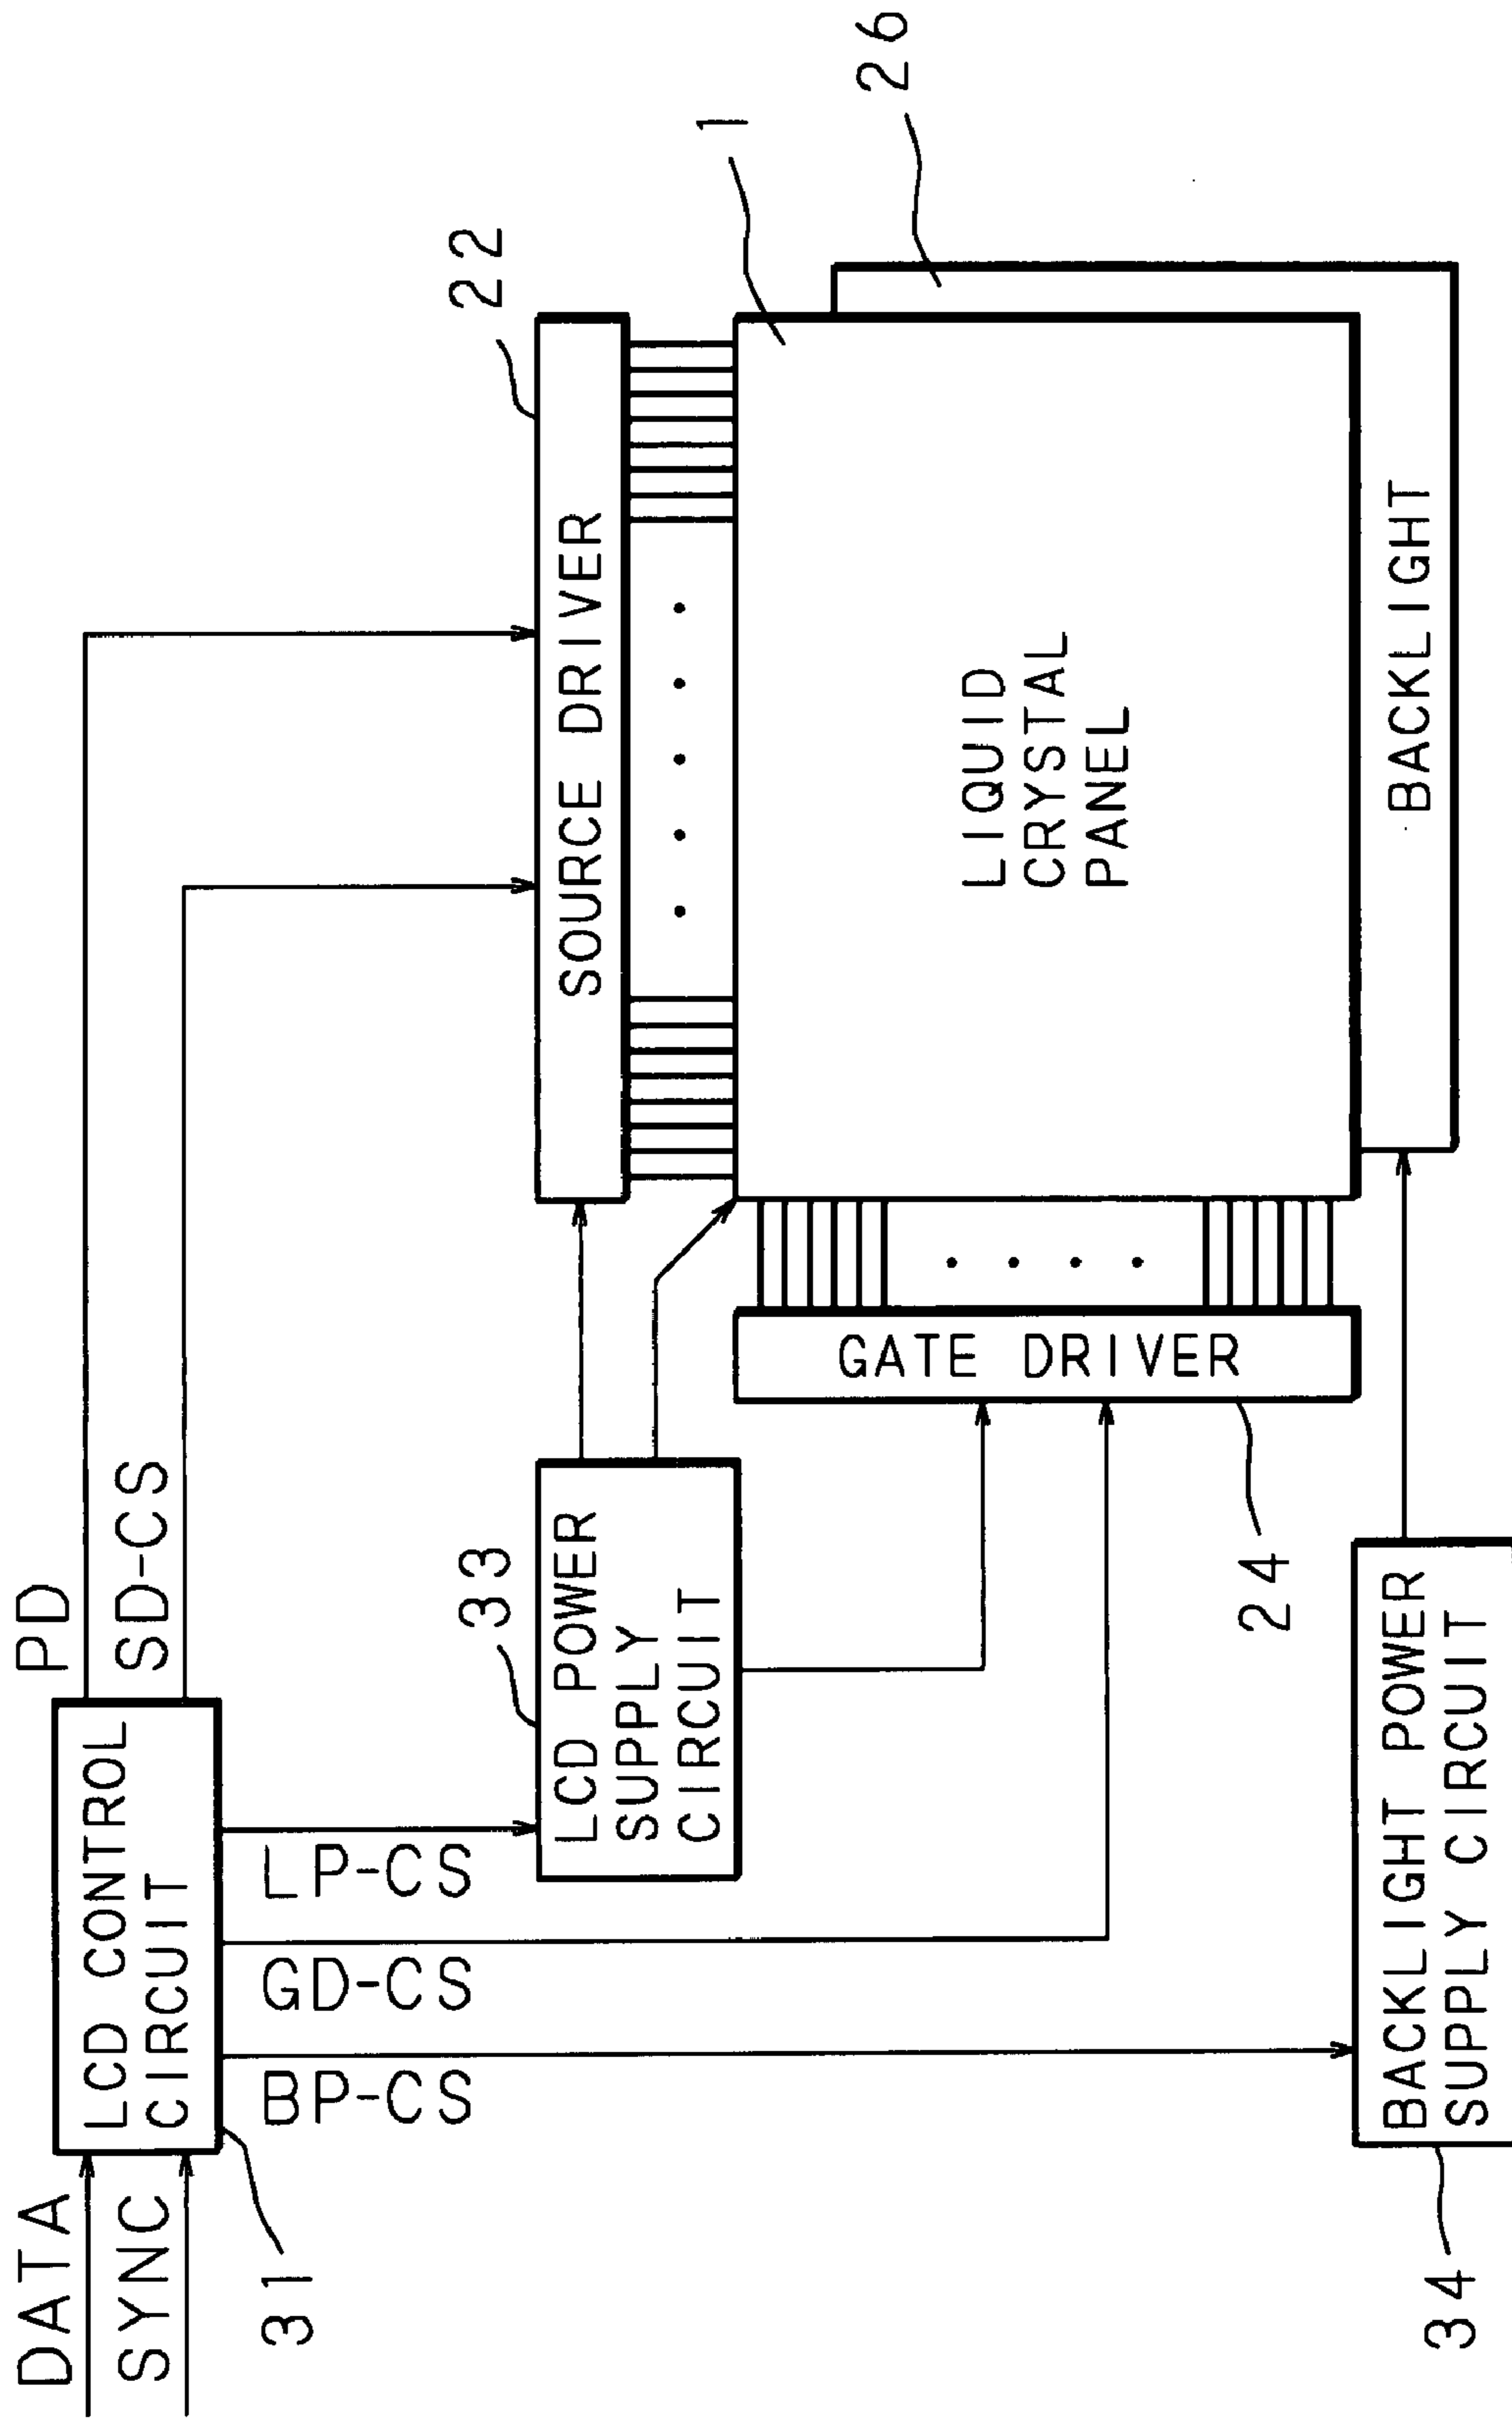 DATA
SYNC
LCD CONTROL
CIRCUIT
31
PD
SD-CS
LP-CS
GD-CS
BP-CS
22
SOURCE DRIVER
33
LCD POWER
SUPPLY
CIRCUIT
1
26
LIQUID
CRYSTAL
PANEL
GATE DRIVER
24
BACKLIGHT
BACKLIGHT POWER
SUPPLY CIRCUIT
34